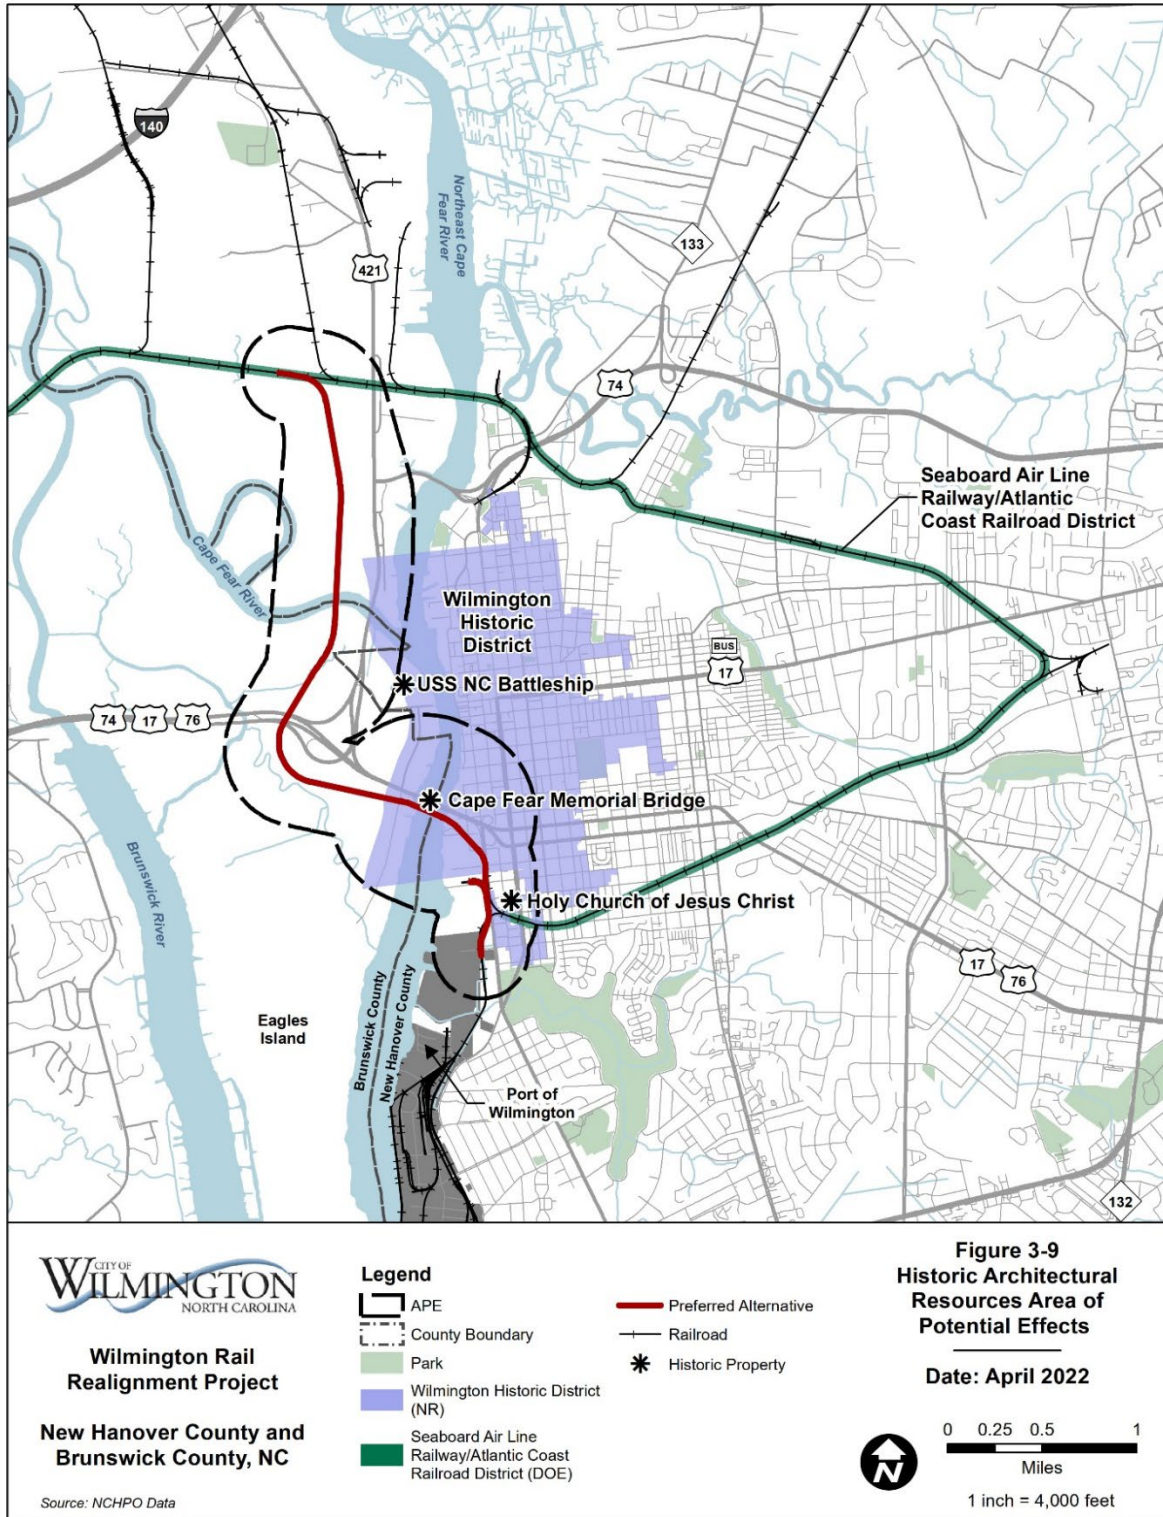 140
Northeast Cape
Fear River
133
421
74
Seaboard Air Line
Railway/Atlantic
Coast Railroad District
Cape Fear River
Wilmington
Historic
District
BUS
17
USS NC Battleship
74
17
76
Cape Fear Memorial Bridge
Brunswick River
Holy Church of Jesus Christ
17
76
Eagles
Island
Brunswick County
New Hanover County
Port of
Wilmington
132
CITY OF
WILMINGTON
NORTH CAROLINA
Wilmington Rail
Realignment Project
New Hanover County and
Brunswick County, NC
Source: NCHPO Data
Legend
APE
County Boundary
Park
Wilmington Historic District
(NR)
Seaboard Air Line
Railway/Atlantic Coast
Railroad District (DOE)
Preferred Alternative
Railroad
Historic Property
Figure 3-9
Historic Architectural
Resources Area of
Potential Effects
Date: April 2022
N
0 0.25 0.5 1
Miles
1 inch = 4,000 feet